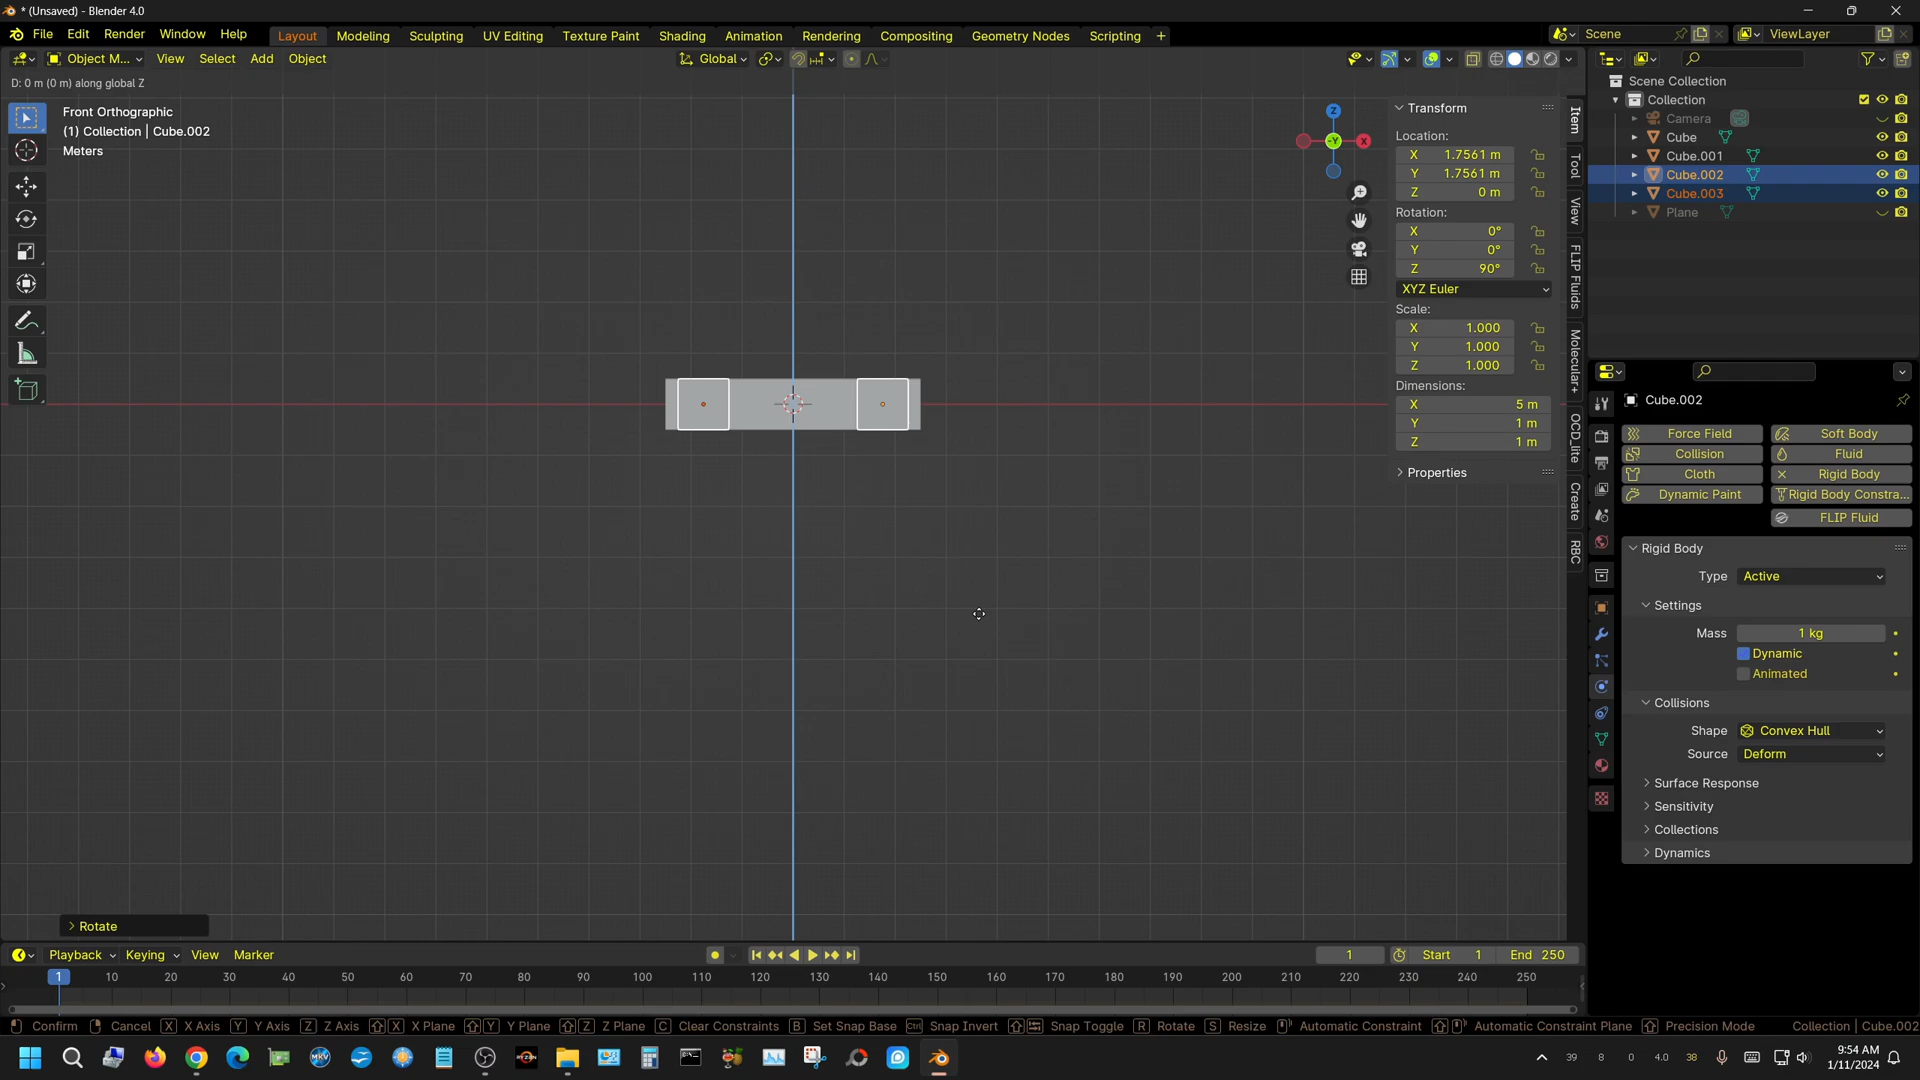 * (Unsaved) - Blender 4.0
File Edit Render Window Help Layout Modeling Sculpting UV Editing Texture Paint Shading Animation Rendering Compositing Geometry Nodes Scripting + Scene ViewLayer
Object M... View Select Add Object Global
D: 0 m (0 m) along global Z
Front Orthographic
(1) Collection | Cube.002
Meters
Z
-Y
X
Transform
Location:
X 1.7561 m
Y 1.7561 m
Z 0 m
Rotation:
X 0°
Y 0°
Z 90°
XYZ Euler
Scale:
X 1.000
Y 1.000
Z 1.000
Dimensions:
X 5 m
Y 1 m
Z 1 m
Properties
Item
Tool
View
FLIP Fluids
Molecular+
OCD_lite
Create
RBC
Scene Collection
Collection
Camera
Cube
Cube.001
Cube.002
Cube.003
Plane
Cube.002
Force Field Soft Body
Collision Fluid
Cloth Rigid Body
Dynamic Paint Rigid Body Constra...
FLIP Fluid
Rigid Body
Type Active
Settings
Mass 1 kg
Dynamic
Animated
Collisions
Shape Convex Hull
Source Deform
Surface Response
Sensitivity
Collections
Dynamics
Rotate
Playback Keying View Marker 1 Start 1 End 250
1 10 20 30 40 50 60 70 80 90 100 110 120 130 140 150 160 170 180 190 200 210 220 230 240 250
Confirm Cancel X X Axis Y Y Axis Z Z Axis X X Plane Y Y Plane Z Z Plane C Clear Constraints B Set Snap Base Ctrl Snap Invert Snap Toggle R Rotate S Resize Automatic Constraint Automatic Constraint Plane Precision Mode Collection | Cube.002
MKV RYZEN 39 8 0 4.0 38 9:54 AM
1/11/2024